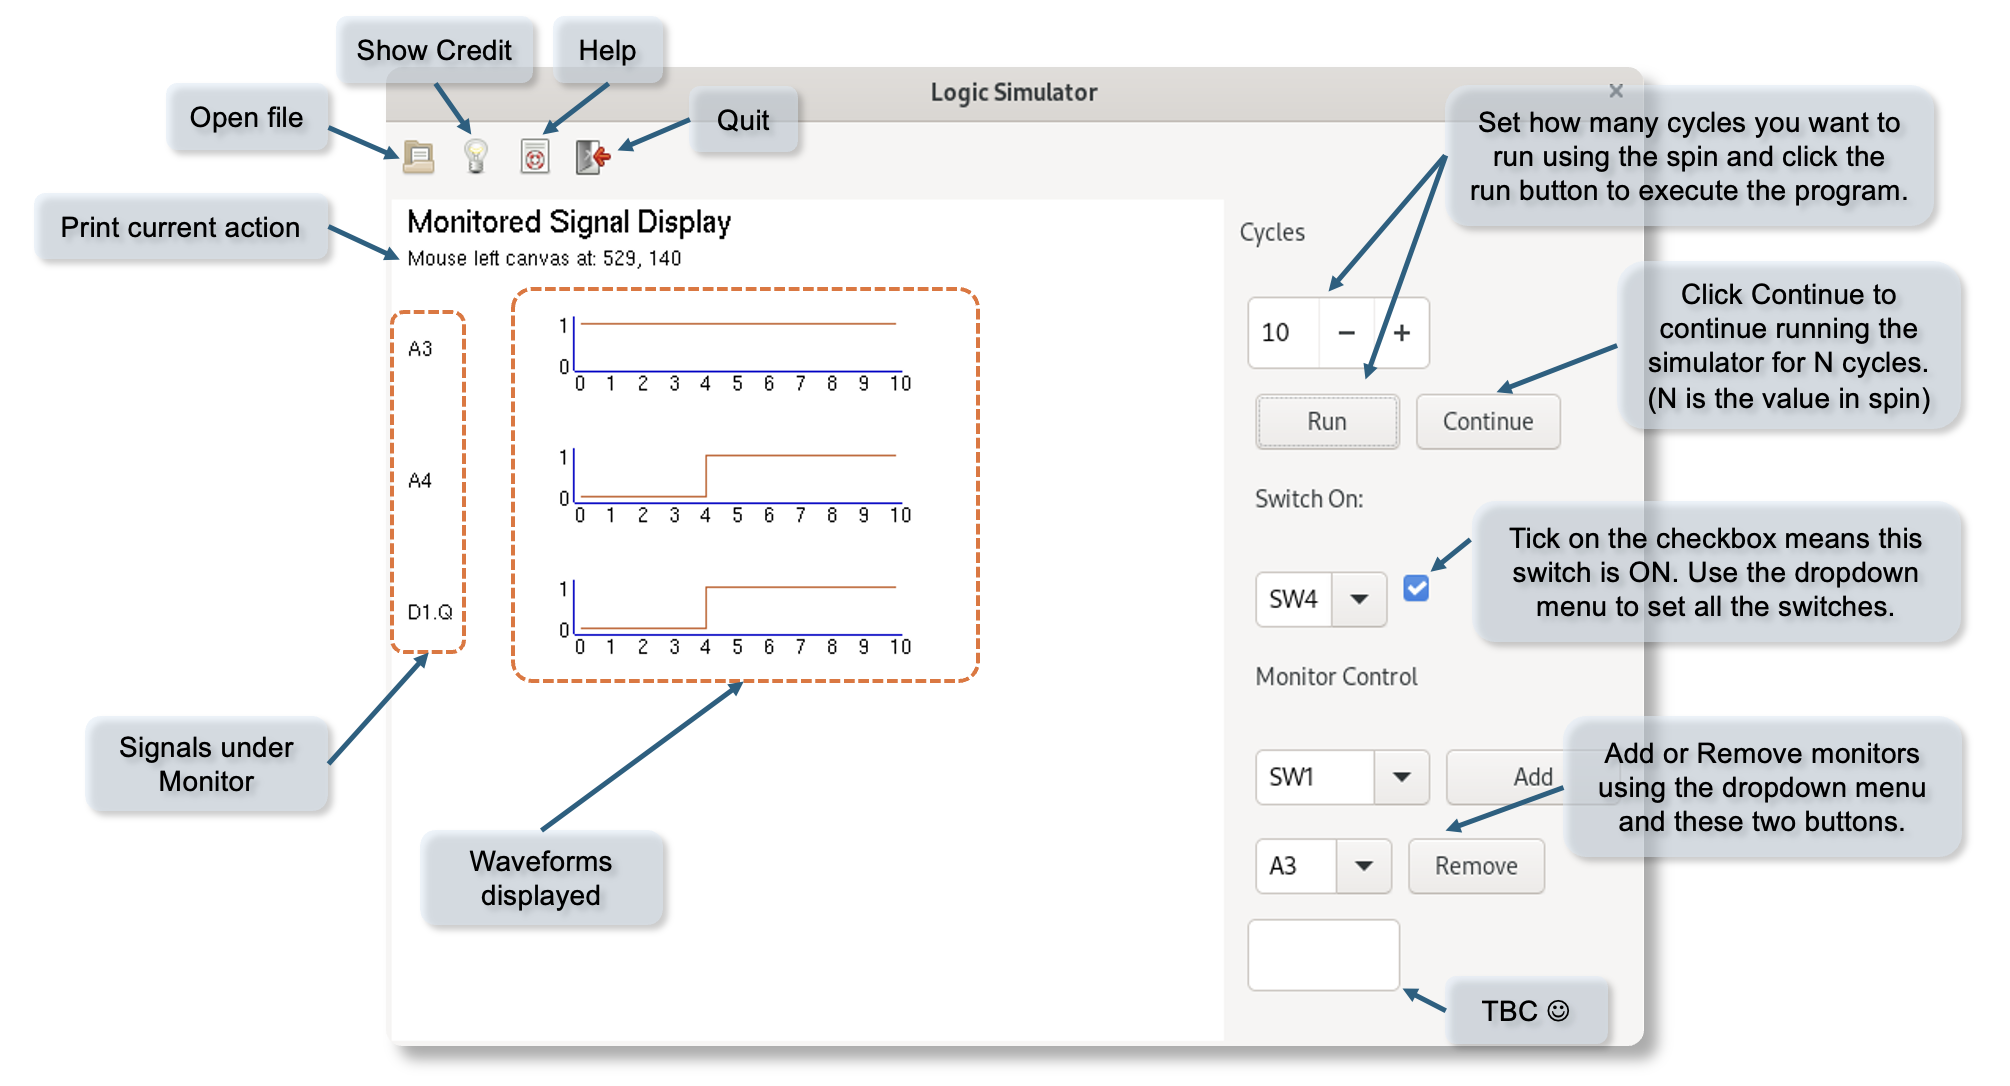 Show Credit
Help
Logic Simulator
Open file
Quit
Set how many cycles you want to
run using the spin and click the
run button to execute the program.
Print current action
Monitored Signal Display
Mouse left canvas at: 529, 140
Cycles
10
Click Continue to
continue running the
simulator for N cycles.
(N is the value in spin)
A3
1
0
0 1 2 3 4 5 6 7 8 9 10
Run
Continue
A4
1
0
0 1 2 3 4 5 6 7 8 9 10
Switch On:
SW4
Tick on the checkbox means this
switch is ON. Use the dropdown
menu to set all the switches.
D1.Q
1
0
0 1 2 3 4 5 6 7 8 9 10
Monitor Control
Signals under
Monitor
SW1
Add
Add or Remove monitors
using the dropdown menu
and these two buttons.
Waveforms
displayed
A3
Remove
TBC ☺